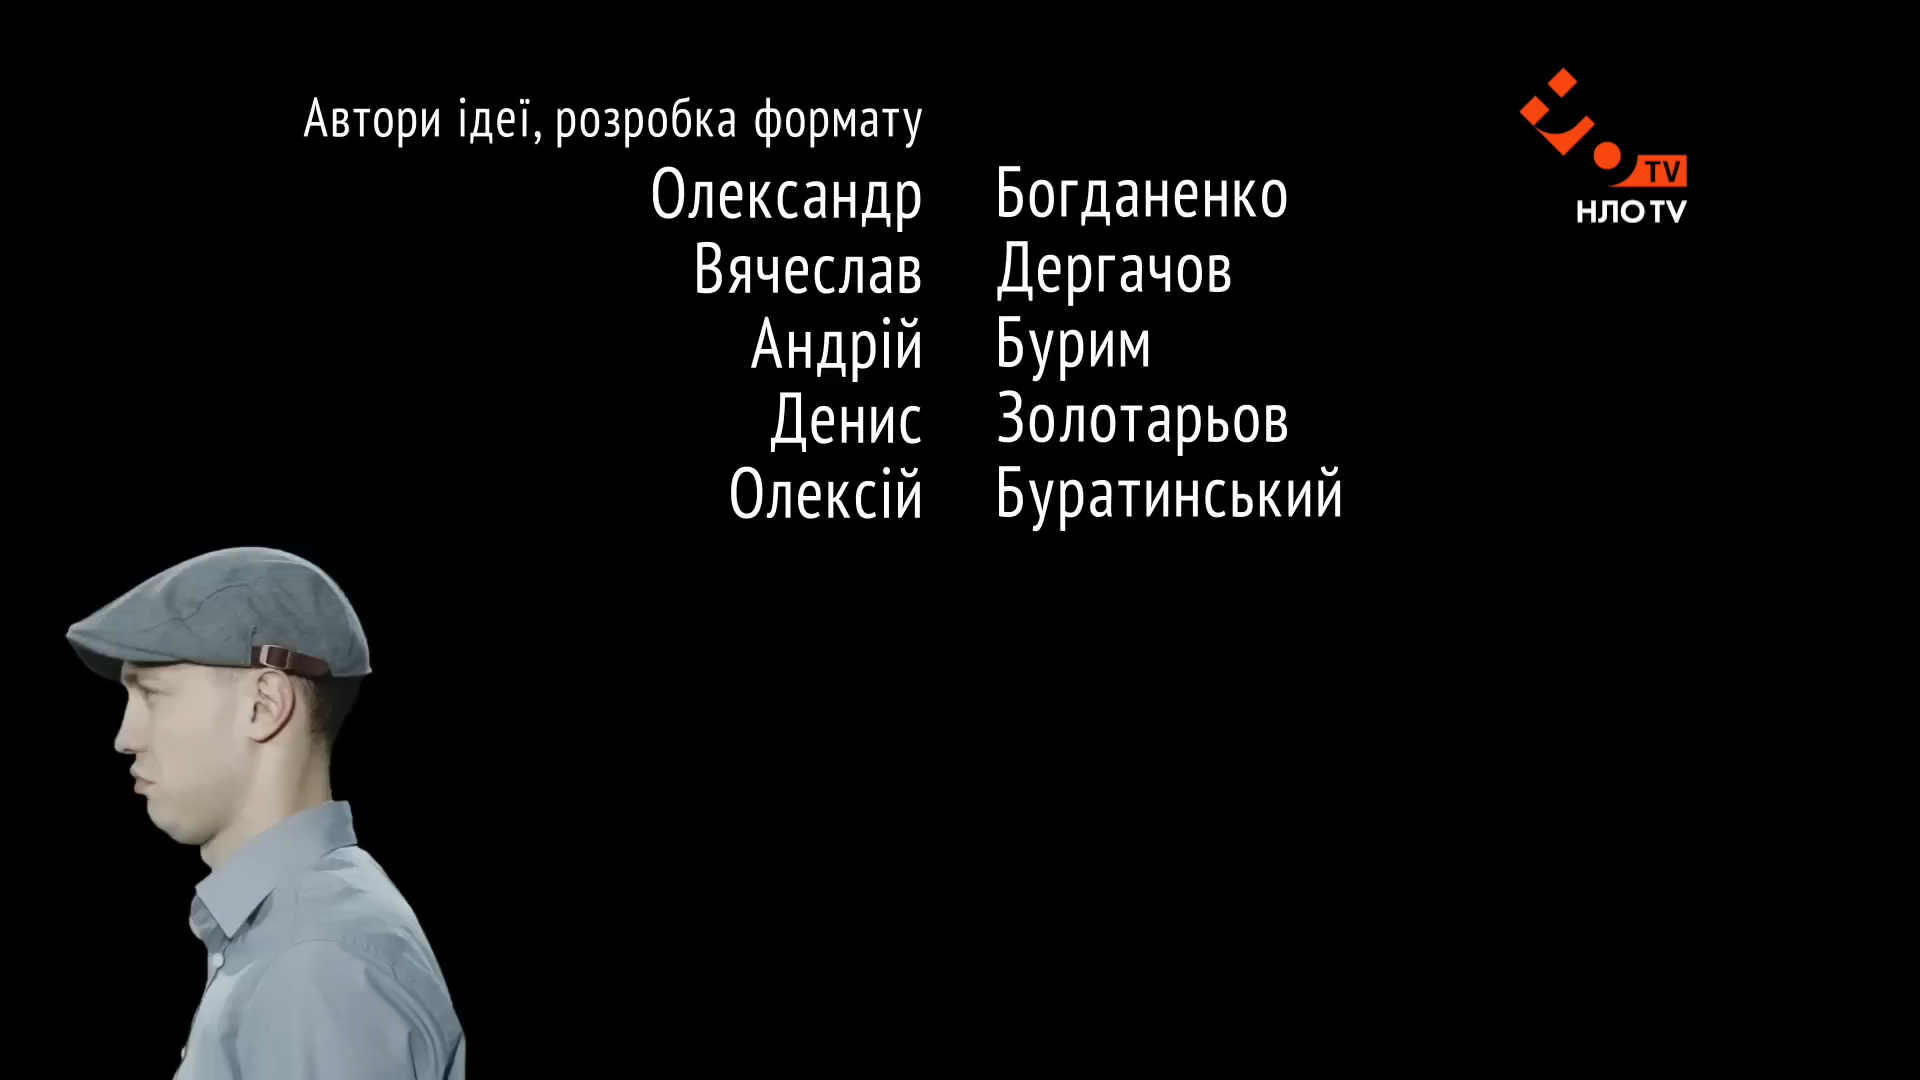 Автори ідеї, розробка формату
Олександр Богданенко
Вячеслав Дергачов
Андрій Бурим
Денис Золотарьов
Олексій Буратинський
TV
НЛО TV